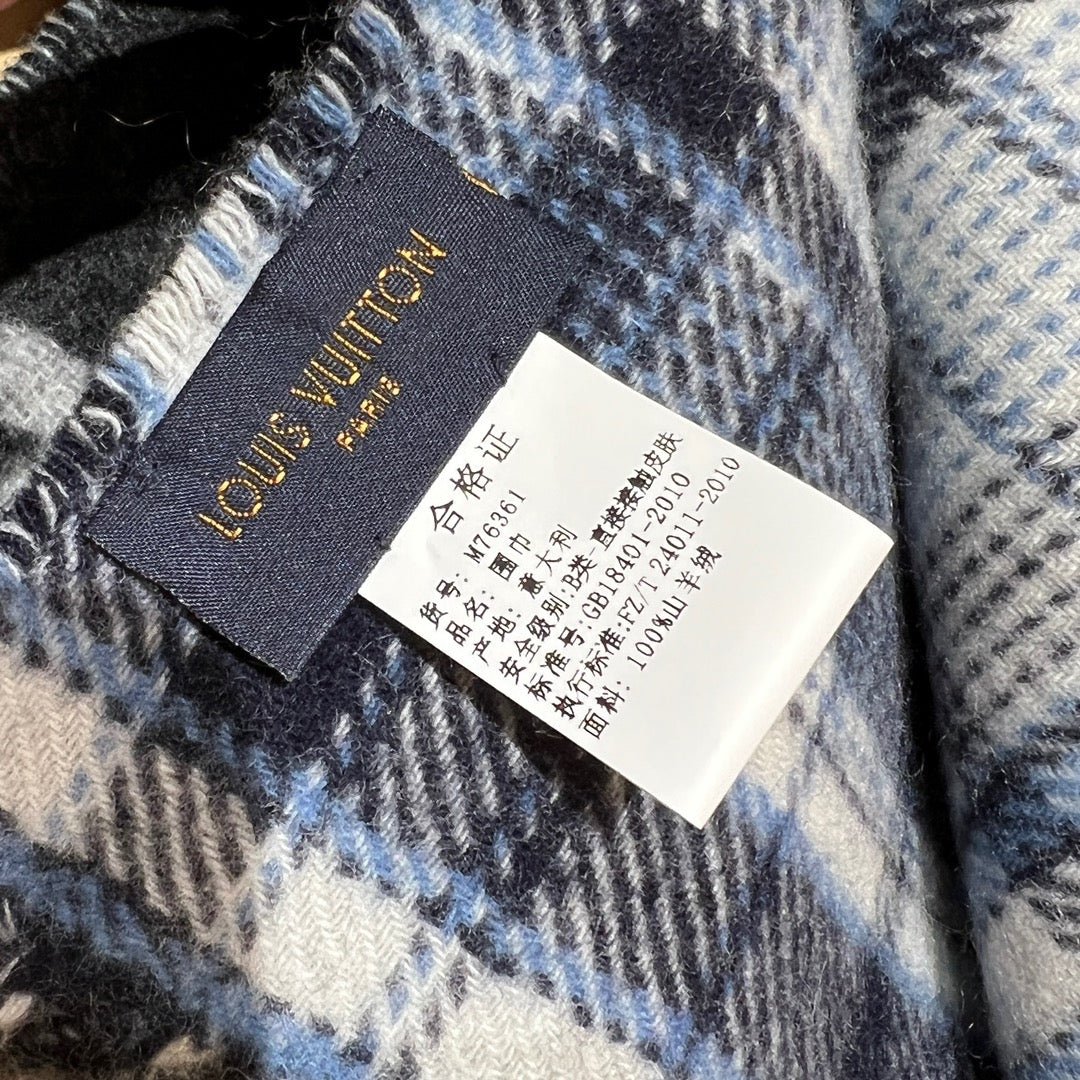 LOUIS VUITTON
PARIS
合格证
货号: M76361
品名: 围巾
产地: 意大利
安全级别:B类-直接接触皮肤
标准号:GB18401-2010
执行标准:FZ/T 24011-2010
面料: 100%山羊绒